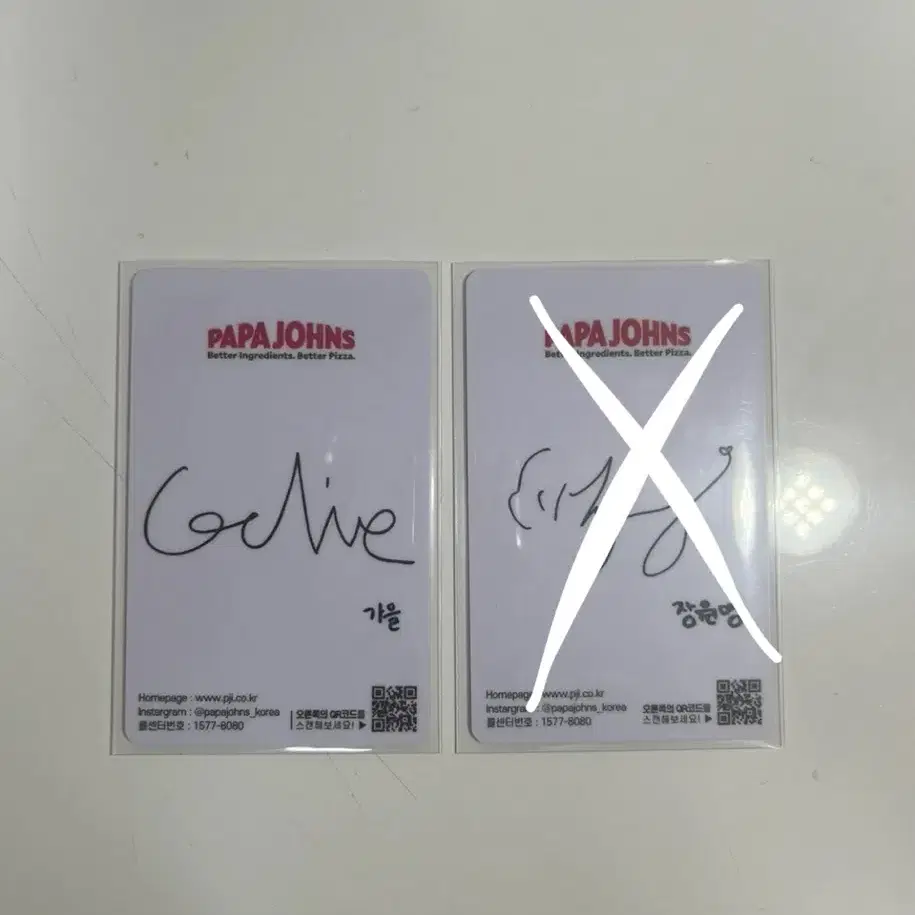 PAPA JOHNS
Better Ingredients. Better Pizza.
가을
Homepage : www.pji.co.kr
Instargram : @papajohns_korea
콜센터번호 : 1577-8080
오른쪽의 QR코드를
스캔해보세요! ▶
PAPA JOHNS
Better Ingredients. Better Pizza.
장원영
Homepage : www.pji.co.kr
Instargram : @papajohns_korea
콜센터번호 : 1577-8080
오른쪽의 QR코드를
스캔해보세요! ▶